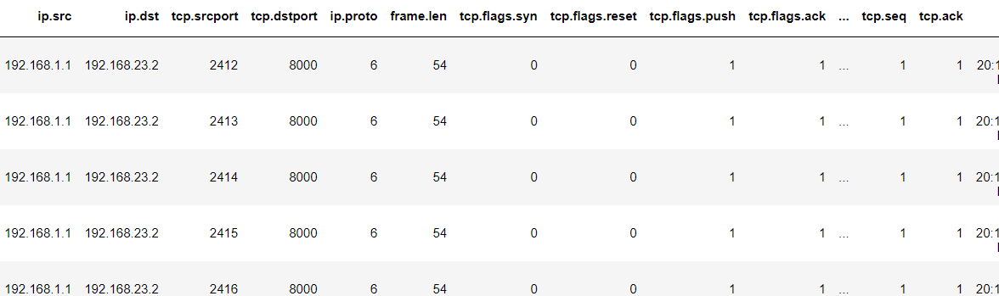 ip.src ip.dst tcp.srcport tcp.dstport ip.proto frame.len tcp.flags.syn tcp.flags.reset tcp.flags.push tcp.flags.ack ... tcp.seq tcp.ack
192.168.1.1 192.168.23.2 2412 8000 6 54 0 0 1 1 ... 1 1 20:1
192.168.1.1 192.168.23.2 2413 8000 6 54 0 0 1 1 ... 1 1 20:1
192.168.1.1 192.168.23.2 2414 8000 6 54 0 0 1 1 ... 1 1 20:1
192.168.1.1 192.168.23.2 2415 8000 6 54 0 0 1 1 ... 1 1 20:1
192.168.1.1 192.168.23.2 2416 8000 6 54 0 0 1 1 ... 1 1 20:1